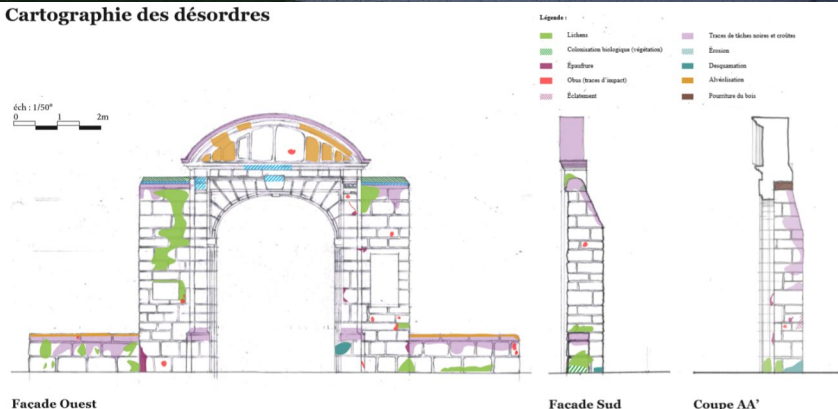 Cartographie des désordres
Légende :
Lichens
Colonisation biologique (végétation)
Épaufrure
Obus (traces d'impact)
Éclatement
Traces de tâches noires et croûtes
Érosion
Desquamation
Alvéolisation
Pourriture du bois
éch : 1/50°
0 1 2m
Façade Ouest
Façade Sud
Coupe AA'